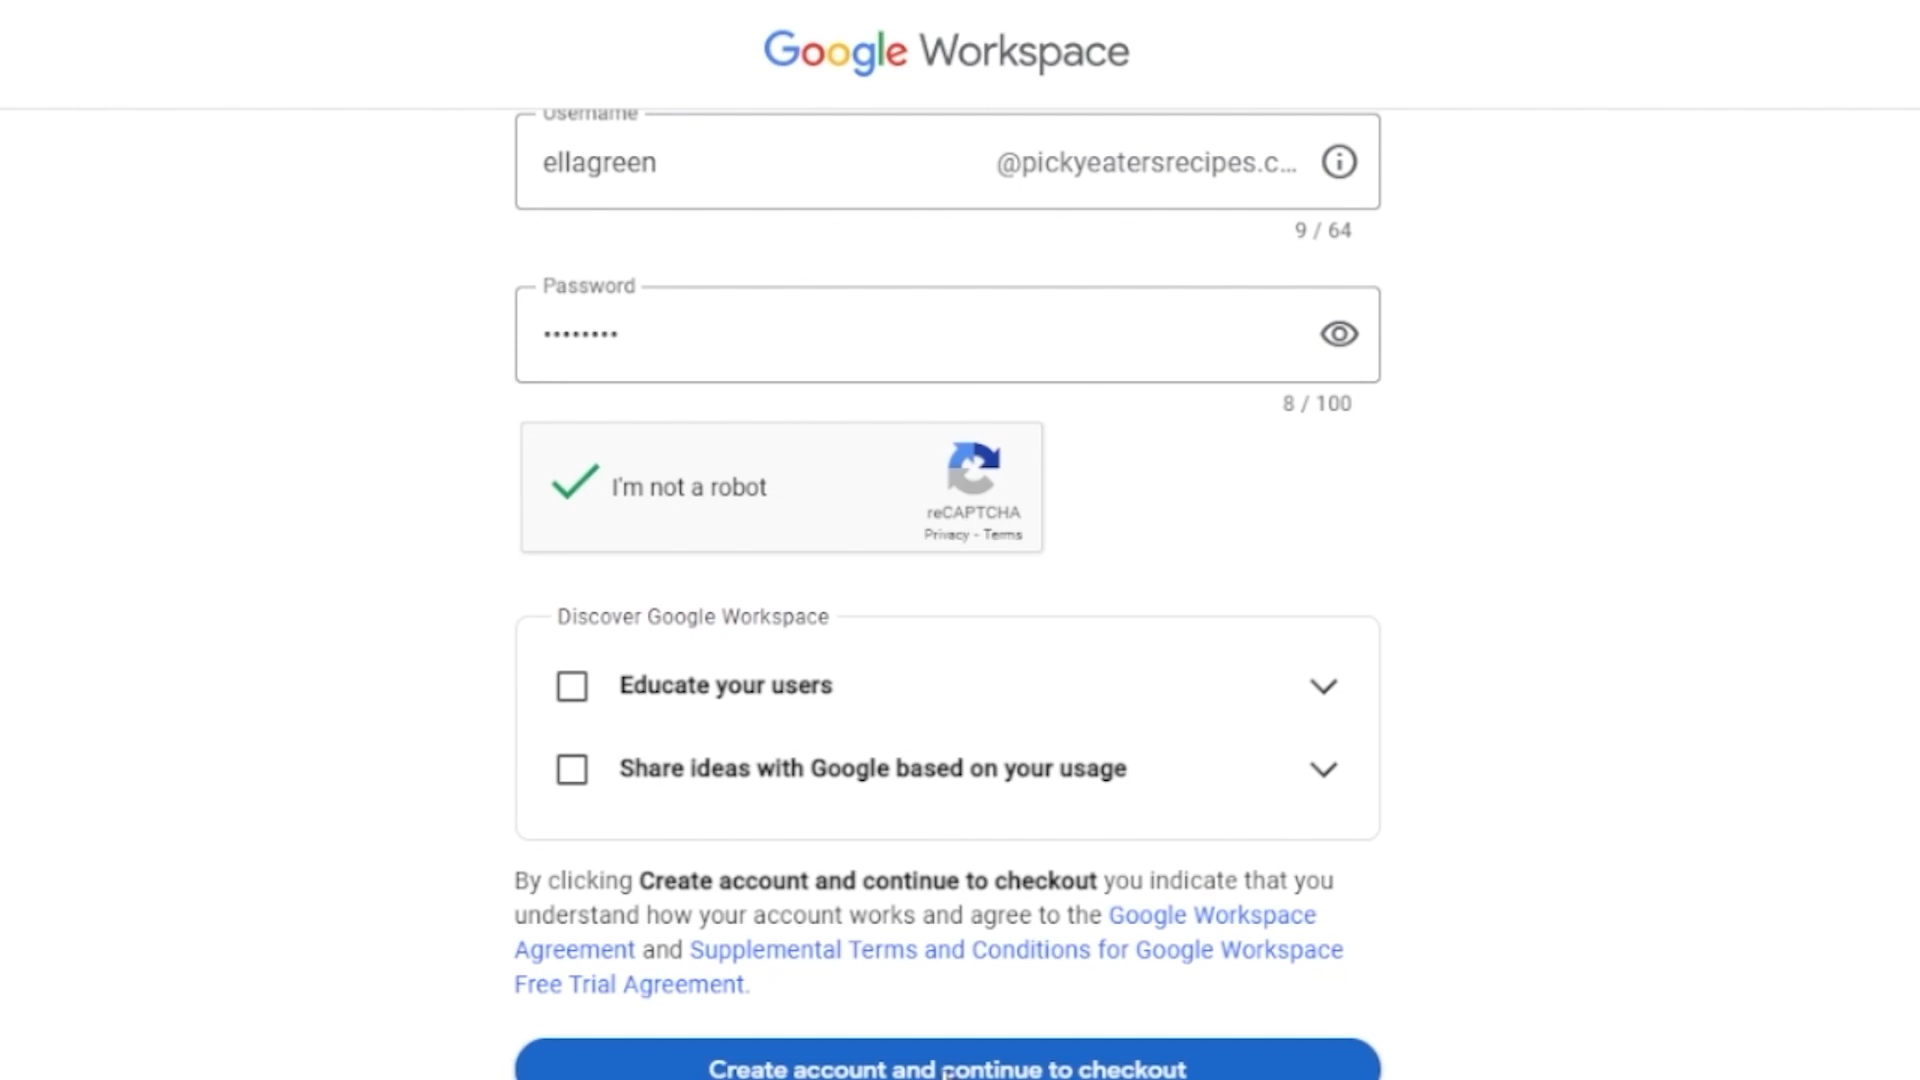 Google Workspace
Username
ellagreen @pickyeatersrecipes.c...
9 / 64
Password
••••••••
8 / 100
I'm not a robot
reCAPTCHA
Privacy - Terms
Discover Google Workspace
Educate your users
Share ideas with Google based on your usage
By clicking Create account and continue to checkout you indicate that you
understand how your account works and agree to the Google Workspace
Agreement and Supplemental Terms and Conditions for Google Workspace
Free Trial Agreement.
Create account and continue to checkout